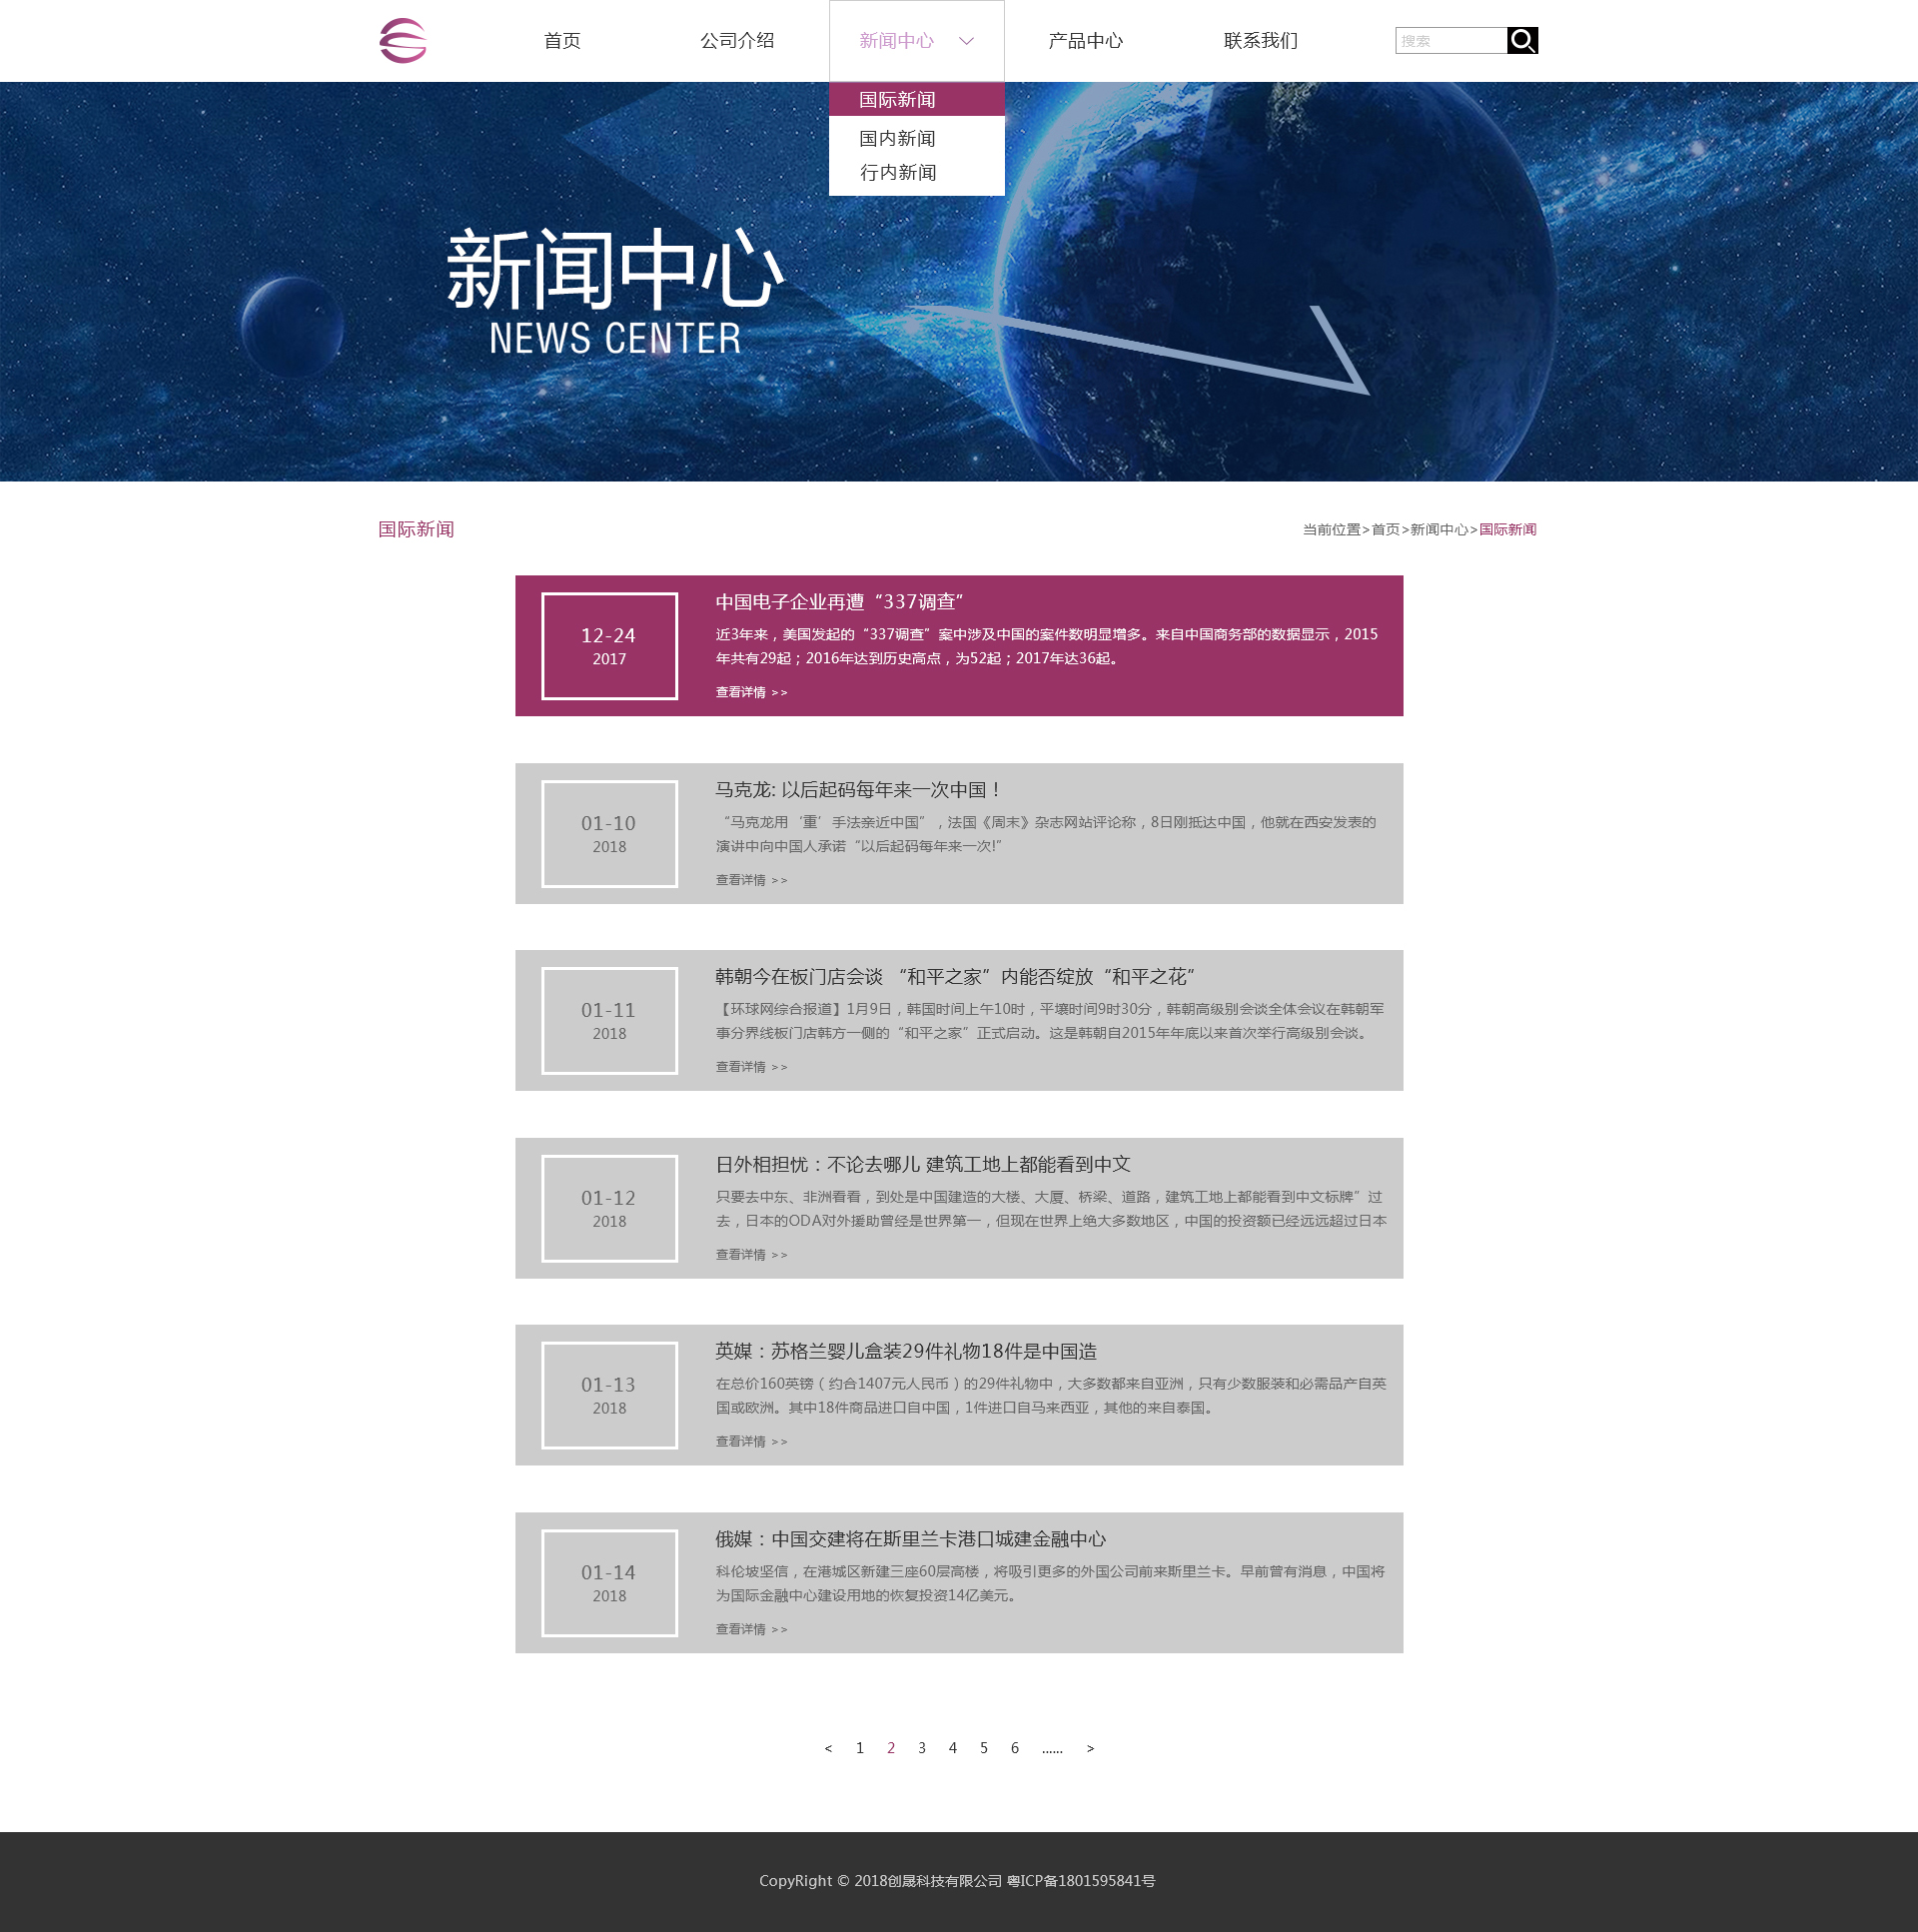 首页
公司介绍
新闻中心
产品中心
联系我们
搜索
国际新闻
国内新闻
行内新闻
新闻中心
NEWS CENTER
国际新闻
当前位置>首页>新闻中心>国际新闻
12-24
2017
中国电子企业再遭“337调查”
近3年来，美国发起的“337调查”案中涉及中国的案件数明显增多。来自中国商务部的数据显示，2015
年共有29起；2016年达到历史高点，为52起；2017年达36起。
查看详情 >>
01-10
2018
马克龙: 以后起码每年来一次中国！
“马克龙用‘重’手法亲近中国”，法国《周末》杂志网站评论称，8日刚抵达中国，他就在西安发表的
演讲中向中国人承诺“以后起码每年来一次!”
查看详情 >>
01-11
2018
韩朝今在板门店会谈 “和平之家”内能否绽放“和平之花”
【环球网综合报道】1月9日，韩国时间上午10时，平壤时间9时30分，韩朝高级别会谈全体会议在韩朝军
事分界线板门店韩方一侧的“和平之家”正式启动。这是韩朝自2015年年底以来首次举行高级别会谈。
查看详情 >>
01-12
2018
日外相担忧：不论去哪儿 建筑工地上都能看到中文
只要去中东、非洲看看，到处是中国建造的大楼、大厦、桥梁、道路，建筑工地上都能看到中文标牌”过
去，日本的ODA对外援助曾经是世界第一，但现在世界上绝大多数地区，中国的投资额已经远远超过日本
查看详情 >>
01-13
2018
英媒：苏格兰婴儿盒装29件礼物18件是中国造
在总价160英镑（约合1407元人民币）的29件礼物中，大多数都来自亚洲，只有少数服装和必需品产自英
国或欧洲。其中18件商品进口自中国，1件进口自马来西亚，其他的来自泰国。
查看详情 >>
01-14
2018
俄媒：中国交建将在斯里兰卡港口城建金融中心
科伦坡坚信，在港城区新建三座60层高楼，将吸引更多的外国公司前来斯里兰卡。早前曾有消息，中国将
为国际金融中心建设用地的恢复投资14亿美元。
查看详情 >>
< 1 2 3 4 5 6 ...... >
CopyRight © 2018创晟科技有限公司 粤ICP备1801595841号